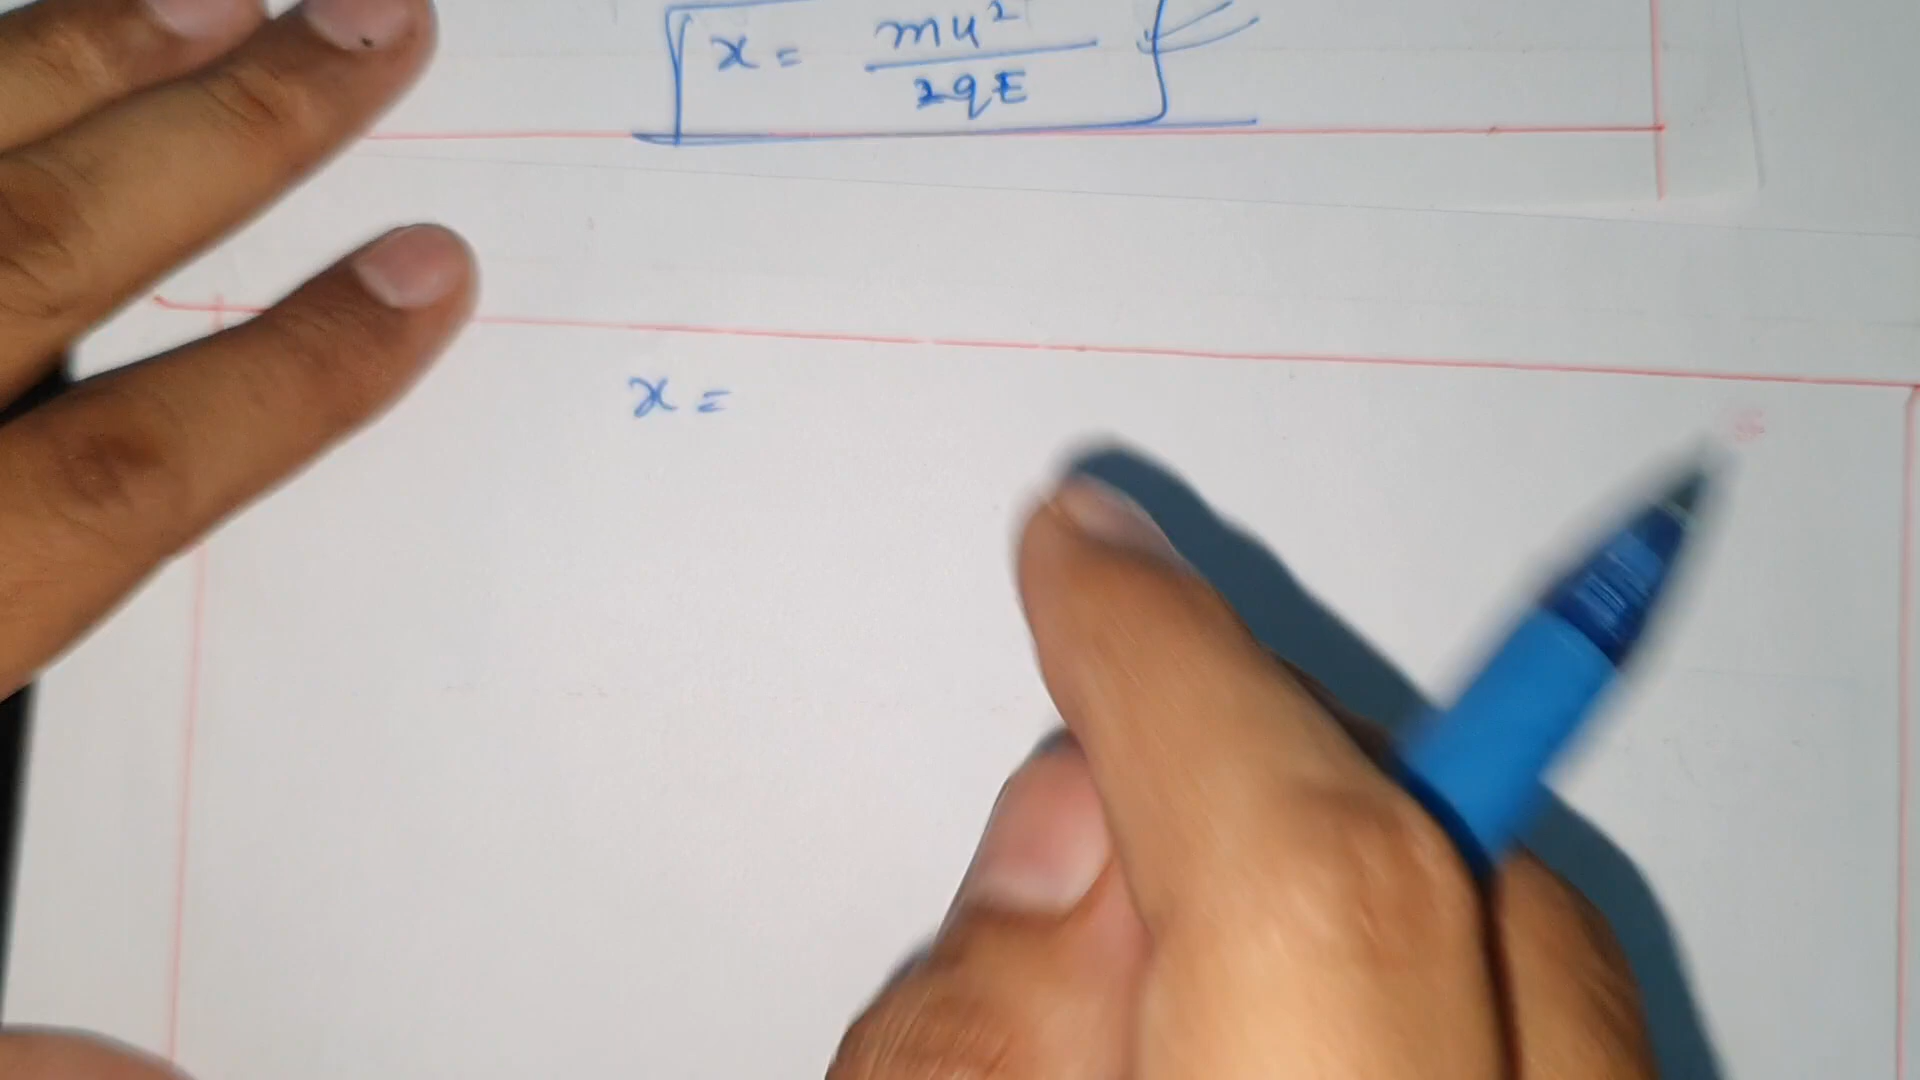 x = mu²/2qE
x =